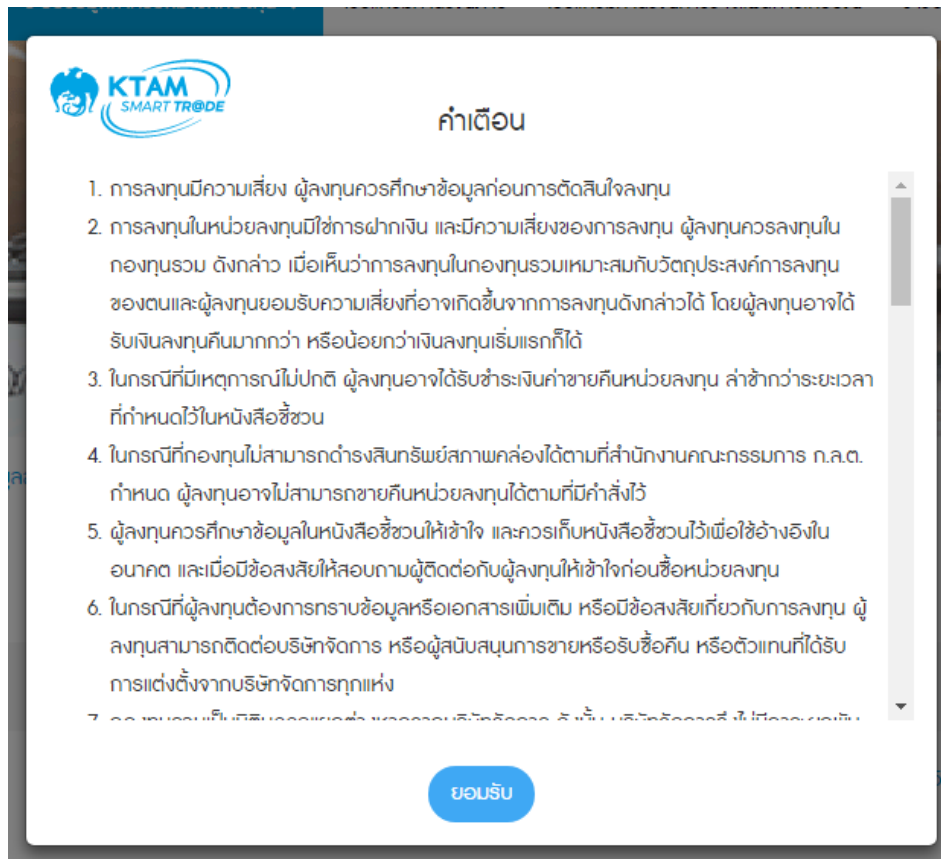 KTAM
SMART TR@DE
คำเตือน
1. การลงทุนมีความเสี่ยง ผู้ลงทุนควรศึกษาข้อมูลก่อนการตัดสินใจลงทุน
2. การลงทุนในหน่วยลงทุนมิใช่การฝากเงิน และมีความเสี่ยงของการลงทุน ผู้ลงทุนควรลงทุนใน
กองทุนรวม ดังกล่าว เมื่อเห็นว่าการลงทุนในกองทุนรวมเหมาะสมกับวัตถุประสงค์การลงทุน
ของตนและผู้ลงทุนยอมรับความเสี่ยงที่อาจเกิดขึ้นจากการลงทุนดังกล่าวได้ โดยผู้ลงทุนอาจได้
รับเงินลงทุนคืนมากกว่า หรือน้อยกว่าเงินลงทุนเริ่มแรกก็ได้
3. ในกรณีที่มีเหตุการณ์ไม่ปกติ ผู้ลงทุนอาจได้รับชำระเงินค่าขายคืนหน่วยลงทุน ล่าช้ากว่าระยะเวลา
ที่กำหนดไว้ในหนังสือชี้ชวน
4. ในกรณีที่กองทุนไม่สามารถดำรงสินทรัพย์สภาพคล่องได้ตามที่สำนักงานคณะกรรมการ ก.ล.ต.
กำหนด ผู้ลงทุนอาจไม่สามารถขายคืนหน่วยลงทุนได้ตามที่มีคำสั่งไว้
5. ผู้ลงทุนควรศึกษาข้อมูลในหนังสือชี้ชวนให้เข้าใจ และควรเก็บหนังสือชี้ชวนไว้เพื่อใช้อ้างอิงใน
อนาคต และเมื่อมีข้อสงสัยให้สอบถามผู้ติดต่อกับผู้ลงทุนให้เข้าใจก่อนซื้อหน่วยลงทุน
6. ในกรณีที่ผู้ลงทุนต้องการทราบข้อมูลหรือเอกสารเพิ่มเติม หรือมีข้อสงสัยเกี่ยวกับการลงทุน ผู้
ลงทุนสามารถติดต่อบริษัทจัดการ หรือผู้สนับสนุนการขายหรือรับซื้อคืน หรือตัวแทนที่ได้รับ
การแต่งตั้งจากบริษัทจัดการทุกแห่ง
ยอมรับ